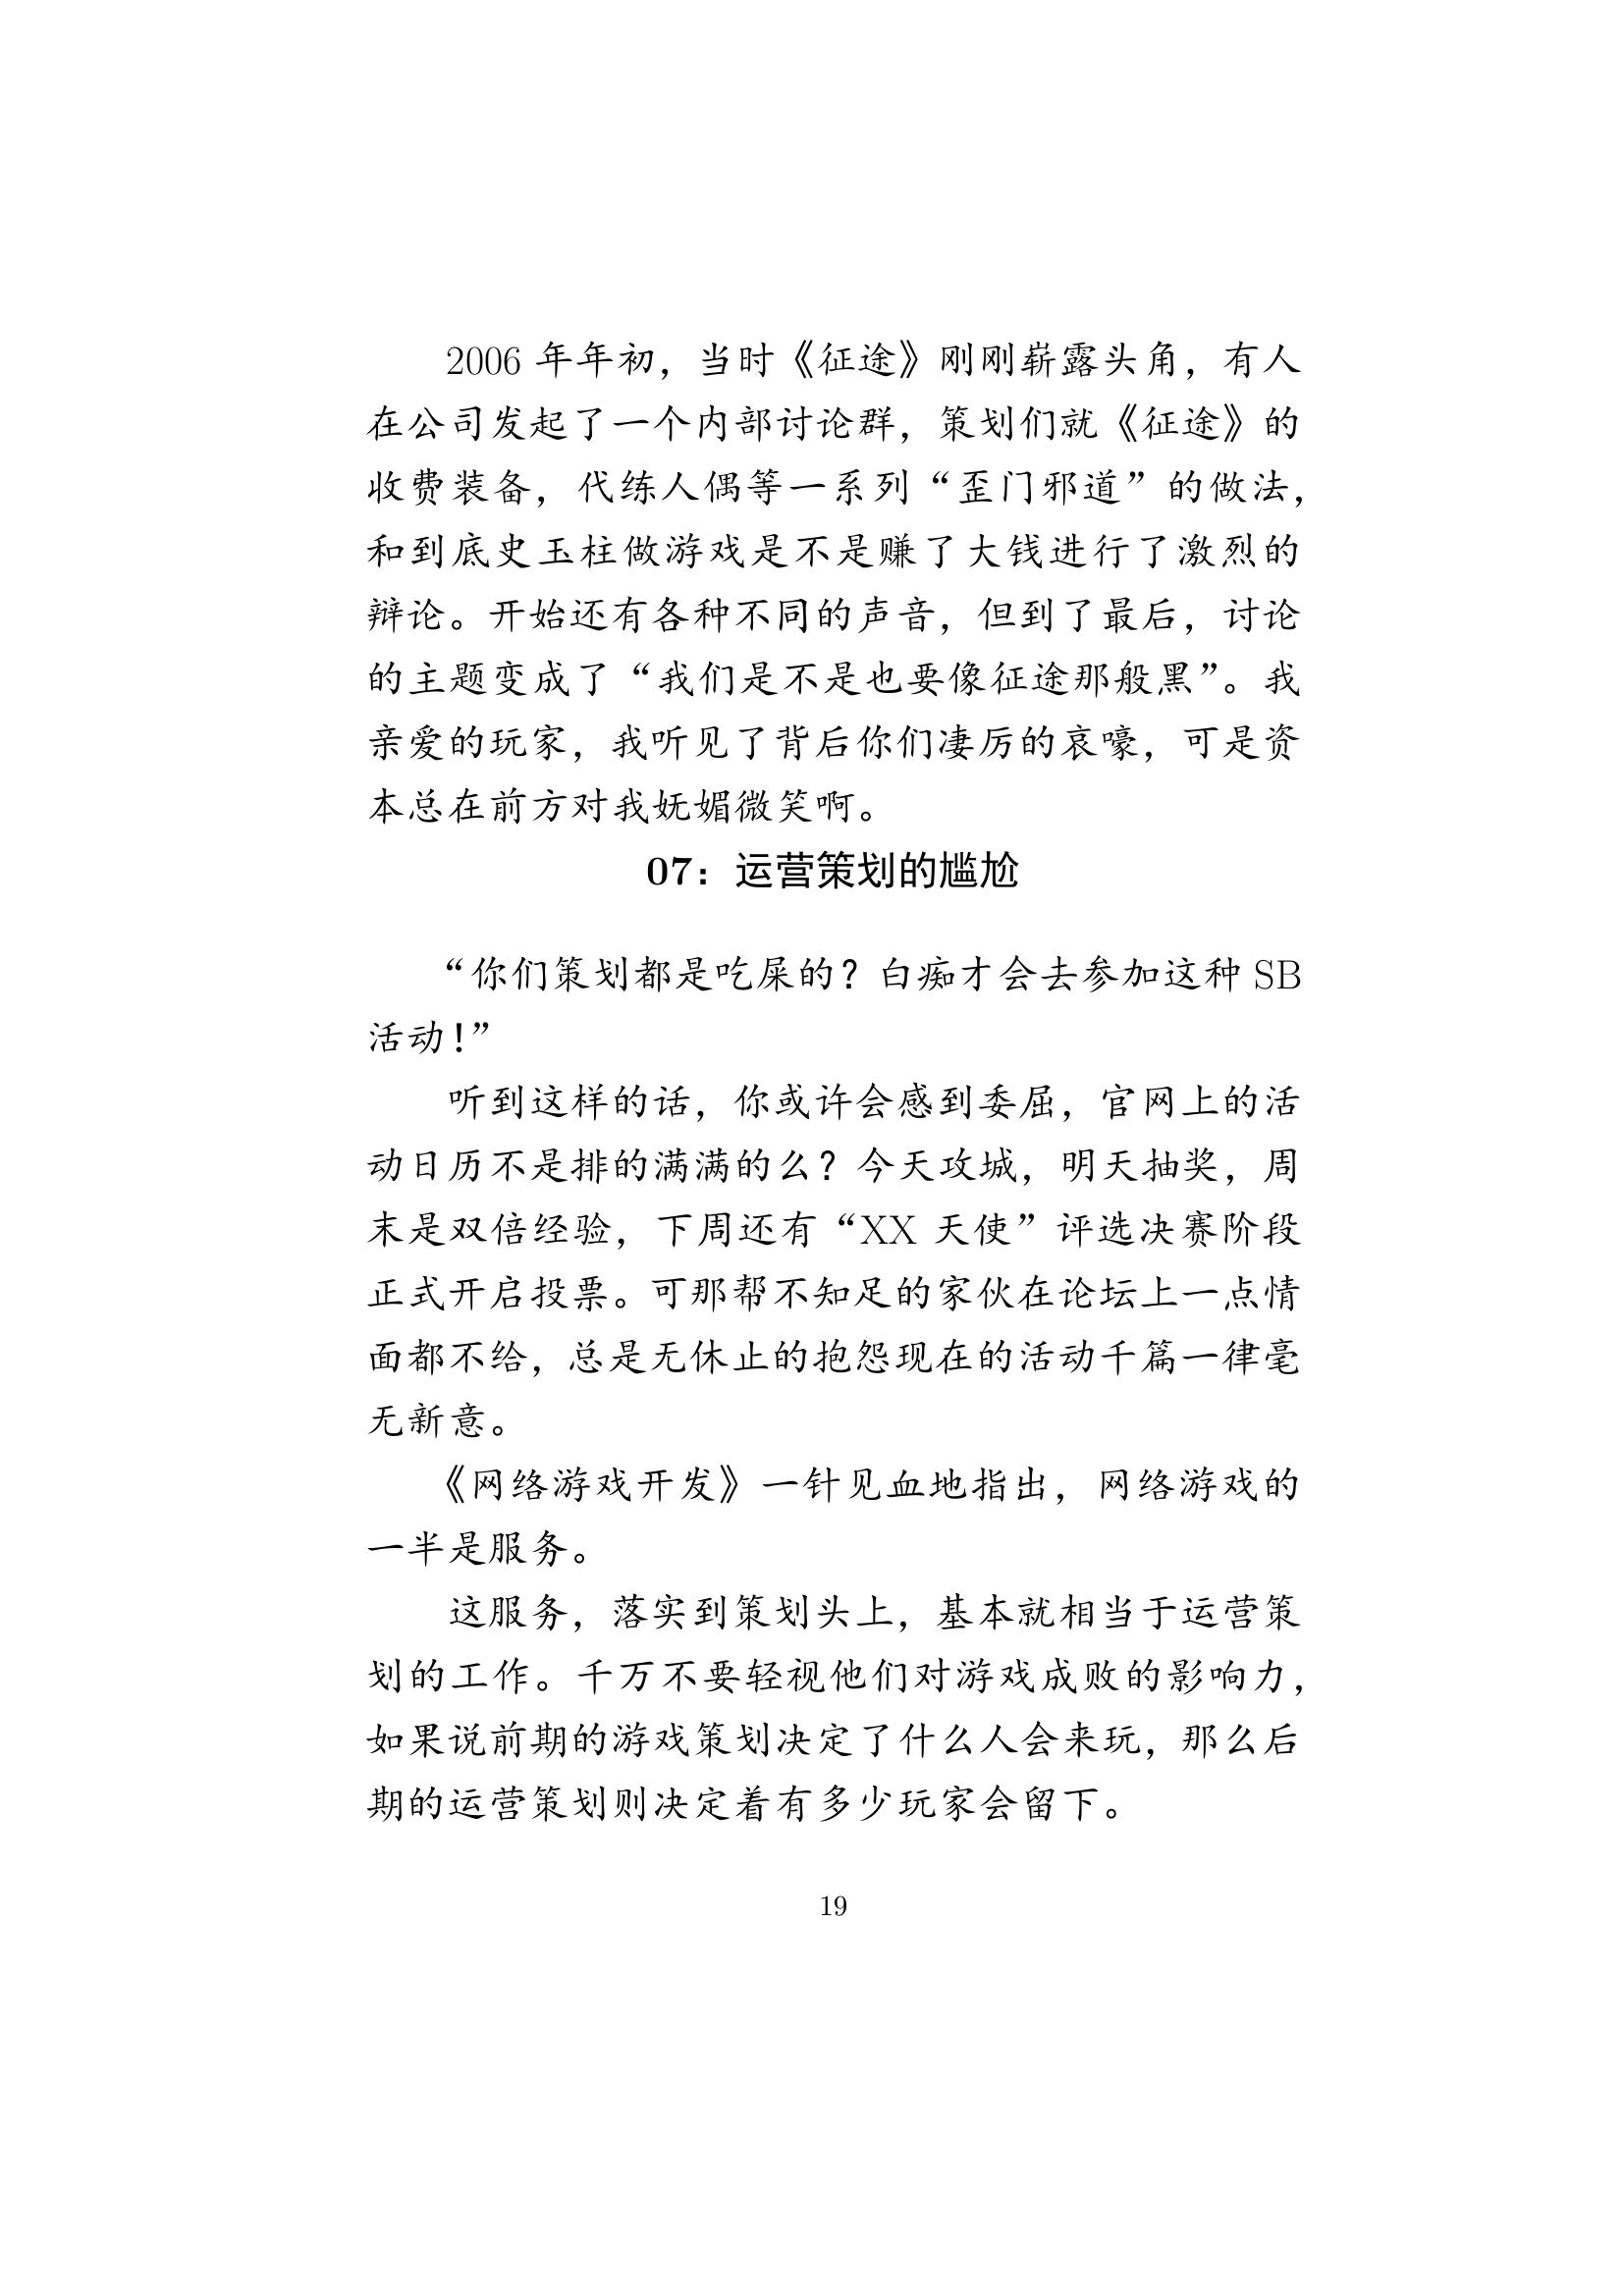 2006 年年初，当时《征途》刚刚崭露头角，有人
在公司发起了一个内部讨论群，策划们就《征途》的
收费装备，代练人偶等一系列“歪门邪道”的做法，
和到底史玉柱做游戏是不是赚了大钱进行了激烈的
辩论。开始还有各种不同的声音，但到了最后，讨论
的主题变成了“我们是不是也要像征途那般黑”。我
亲爱的玩家，我听见了背后你们凄厉的哀嚎，可是资
本总在前方对我妩媚微笑啊。
07：运营策划的尴尬
“你们策划都是吃屎的？白痴才会去参加这种 SB
活动！”
听到这样的话，你或许会感到委屈，官网上的活
动日历不是排的满满的么？今天攻城，明天抽奖，周
末是双倍经验，下周还有“XX 天使”评选决赛阶段
正式开启投票。可那帮不知足的家伙在论坛上一点情
面都不给，总是无休止的抱怨现在的活动千篇一律毫
无新意。
《网络游戏开发》一针见血地指出，网络游戏的
一半是服务。
这服务，落实到策划头上，基本就相当于运营策
划的工作。千万不要轻视他们对游戏成败的影响力，
如果说前期的游戏策划决定了什么人会来玩，那么后
期的运营策划则决定着有多少玩家会留下。
19